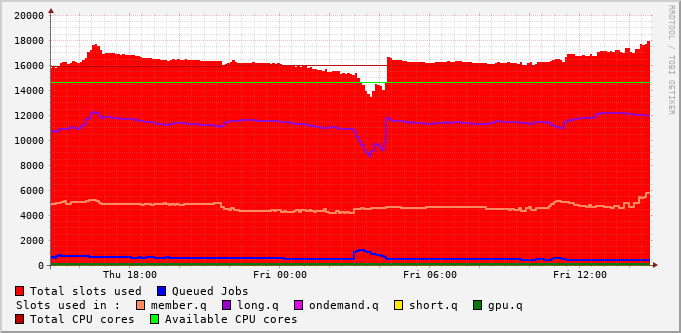 20000
18000
16000
14000
12000
10000
8000
6000
4000
2000
0
Thu 18:00 Fri 00:00 Fri 06:00 Fri 12:00
Total slots used Queued Jobs
Slots used in : member.q long.q ondemand.q short.q gpu.q
Total CPU cores Available CPU cores
RRDTOOL / TOBI OETIKER